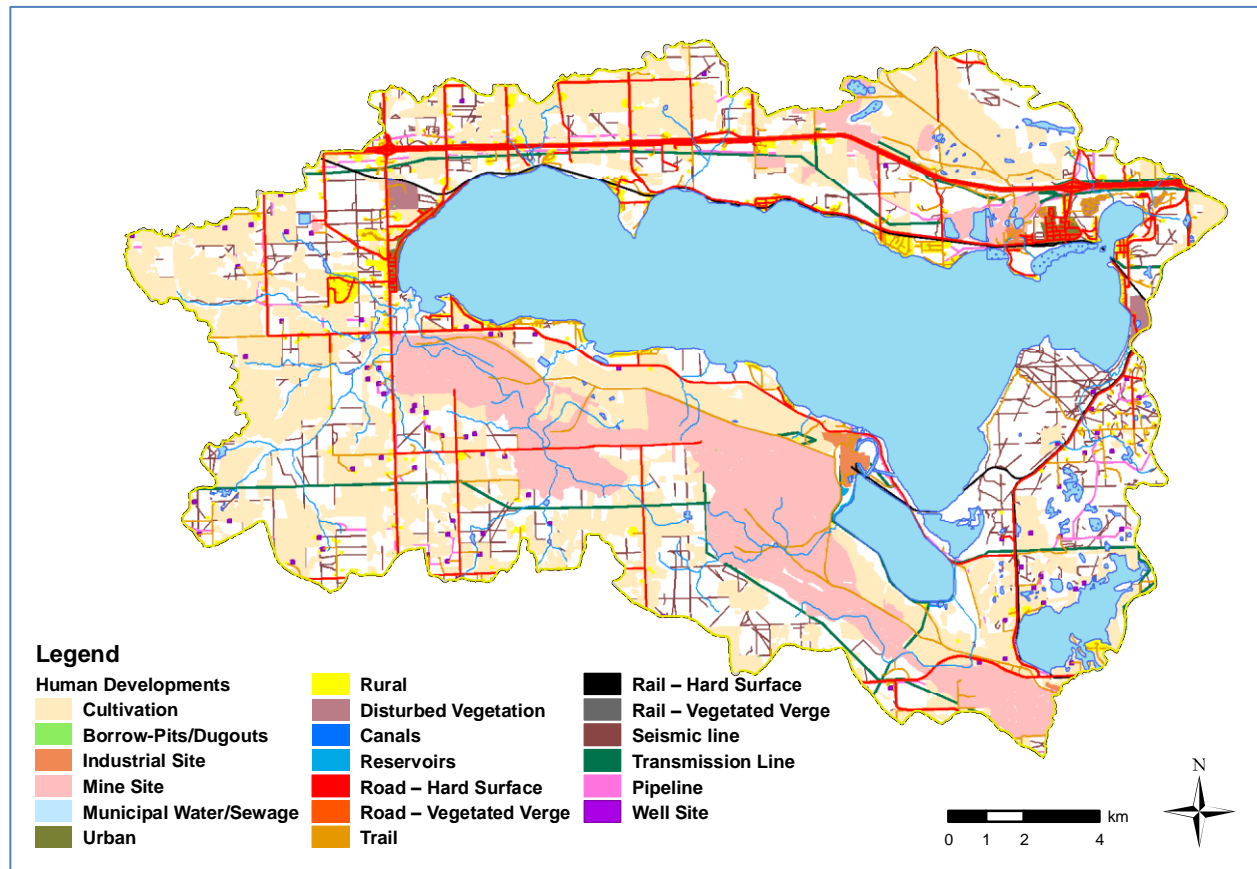 Legend
Human Developments
Cultivation
Borrow-Pits/Dugouts
Industrial Site
Mine Site
Municipal Water/Sewage
Urban
Rural
Disturbed Vegetation
Canals
Reservoirs
Road – Hard Surface
Road – Vegetated Verge
Trail
Rail – Hard Surface
Rail – Vegetated Verge
Seismic line
Transmission Line
Pipeline
Well Site
N
km
0 1 2 4